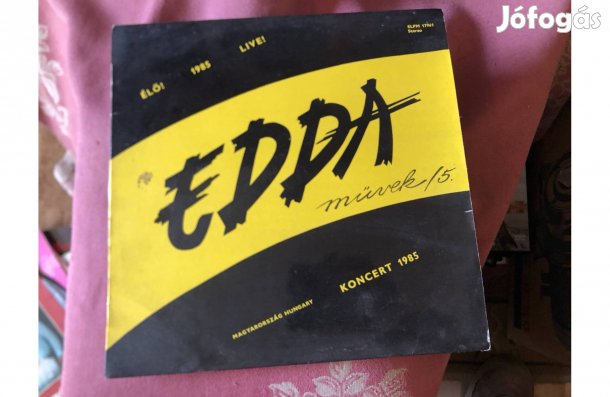 Jófogás
SLPM 17961
Stereo
ÉLŐ! 1985 LIVE!
EDDA
művek/5.
MAGYARORSZÁG HUNGARY KONCERT 1985